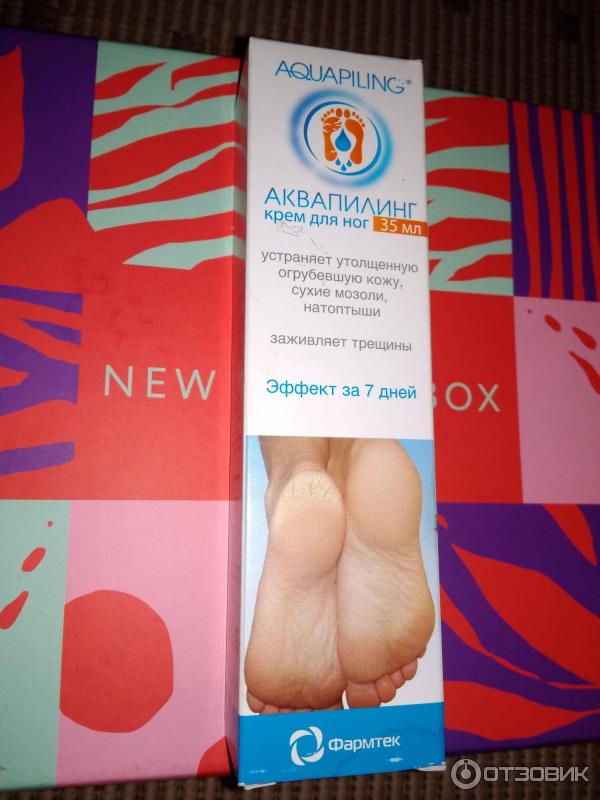 AQUAPILING®
АКВАПИЛИНГ
крем для ног 35 мл
устраняет утолщенную
огрубевшую кожу,
сухие мозоли,
натоптыши
заживляет трещины
Эффект за 7 дней
NEW BOX
Фармтек
ОТЗОВИК